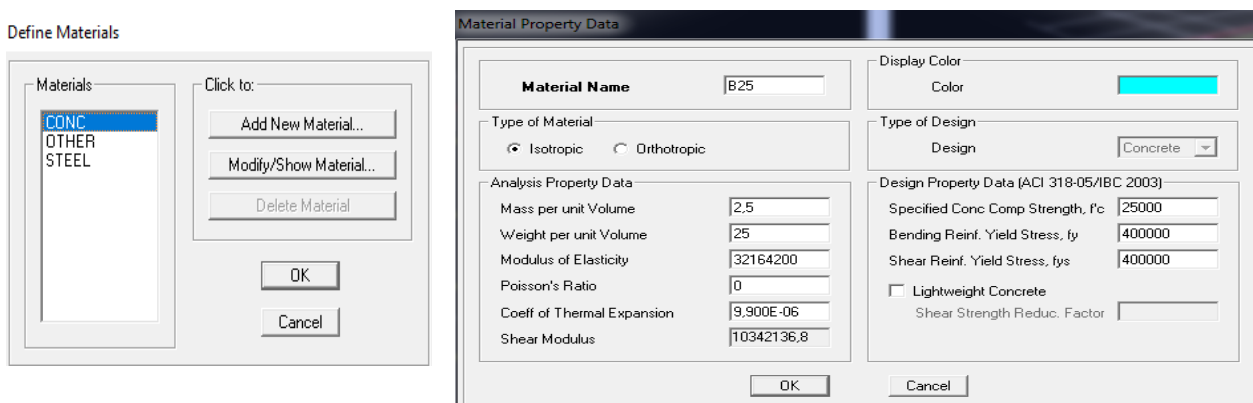 Define Materials
Materials
CONC
OTHER
STEEL
Click to:
Add New Material...
Modify/Show Material...
Delete Material
OK
Cancel
Material Property Data
Material Name B25
Display Color
Color
Type of Material
Isotropic Orthotropic
Type of Design
Design Concrete
Analysis Property Data
Mass per unit Volume 2,5
Weight per unit Volume 25
Modulus of Elasticity 32164200
Poisson's Ratio 0
Coeff of Thermal Expansion 9,900E-06
Shear Modulus 10342136,8
Design Property Data (ACI 318-05/IBC 2003)
Specified Conc Comp Strength, f'c 25000
Bending Reinf. Yield Stress, fy 400000
Shear Reinf. Yield Stress, fys 400000
Lightweight Concrete
Shear Strength Reduc. Factor
OK Cancel